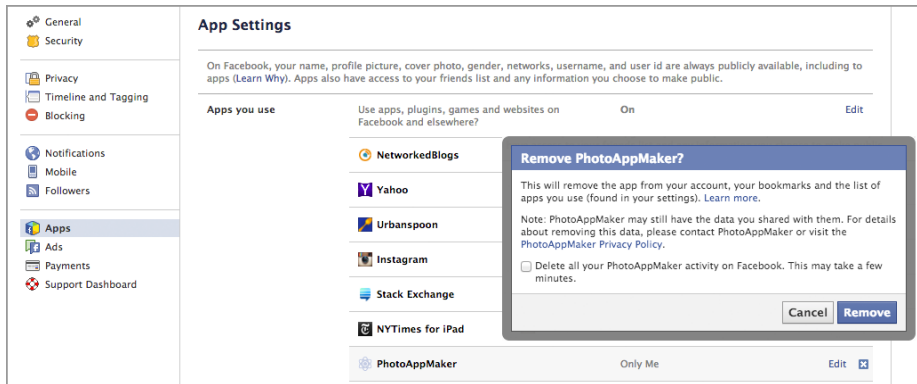 General
Security
Privacy
Timeline and Tagging
Blocking
Notifications
Mobile
Followers
Apps
Ads
Payments
Support Dashboard
App Settings
On Facebook, your name, profile picture, cover photo, gender, networks, username, and user id are always publicly available, including to
apps (Learn Why). Apps also have access to your friends list and any information you choose to make public.
Apps you use
Use apps, plugins, games and websites on
Facebook and elsewhere?
On
Edit
NetworkedBlogs
Yahoo
Urbanspoon
Instagram
Stack Exchange
NYTimes for iPad
PhotoAppMaker
Only Me
Edit
Remove PhotoAppMaker?
This will remove the app from your account, your bookmarks and the list of
apps you use (found in your settings). Learn more.
Note: PhotoAppMaker may still have the data you shared with them. For details
about removing this data, please contact PhotoAppMaker or visit the
PhotoAppMaker Privacy Policy.
Delete all your PhotoAppMaker activity on Facebook. This may take a few
minutes.
Cancel
Remove